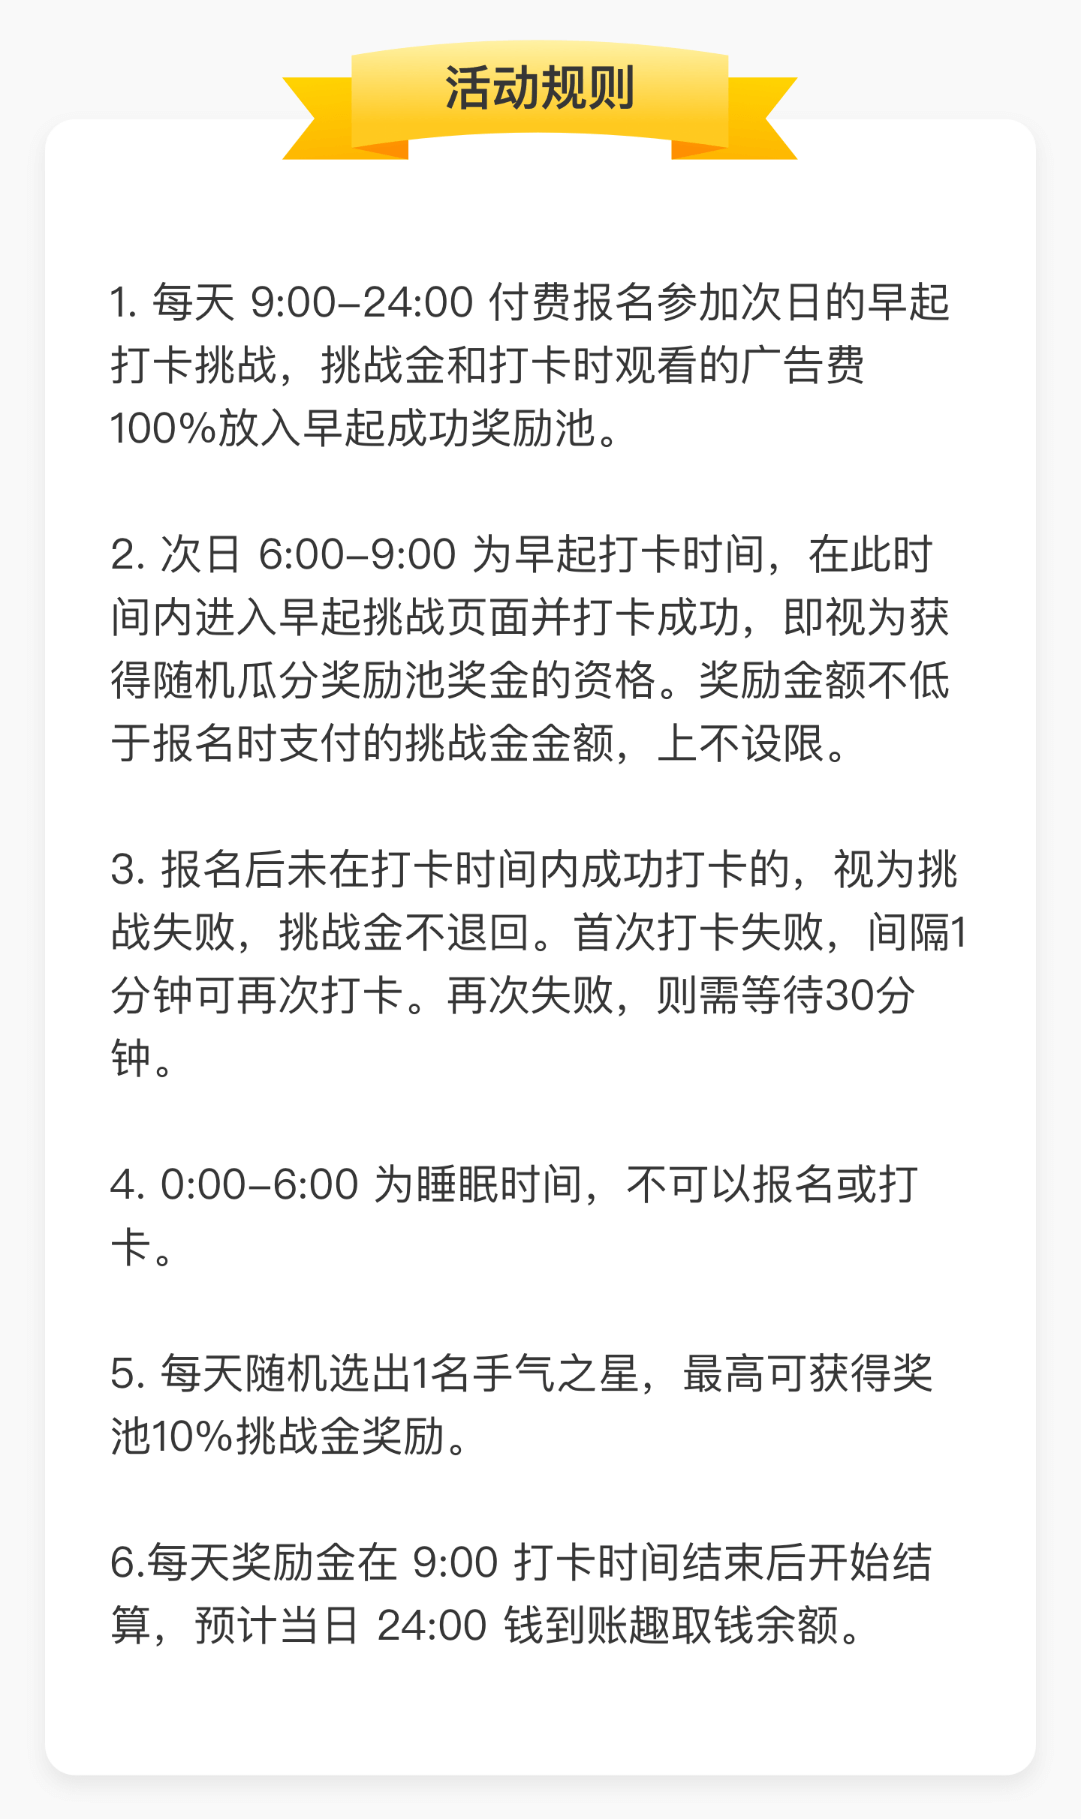 活动规则
1. 每天 9:00-24:00 付费报名参加次日的早起
打卡挑战，挑战金和打卡时观看的广告费
100%放入早起成功奖励池。
2. 次日 6:00-9:00 为早起打卡时间，在此时
间内进入早起挑战页面并打卡成功，即视为获
得随机瓜分奖励池奖金的资格。奖励金额不低
于报名时支付的挑战金金额，上不设限。
3. 报名后未在打卡时间内成功打卡的，视为挑
战失败，挑战金不退回。首次打卡失败，间隔1
分钟可再次打卡。再次失败，则需等待30分
钟。
4. 0:00-6:00 为睡眠时间，不可以报名或打
卡。
5. 每天随机选出1名手气之星，最高可获得奖
池10%挑战金奖励。
6.每天奖励金在 9:00 打卡时间结束后开始结
算，预计当日 24:00 钱到账趣取钱余额。